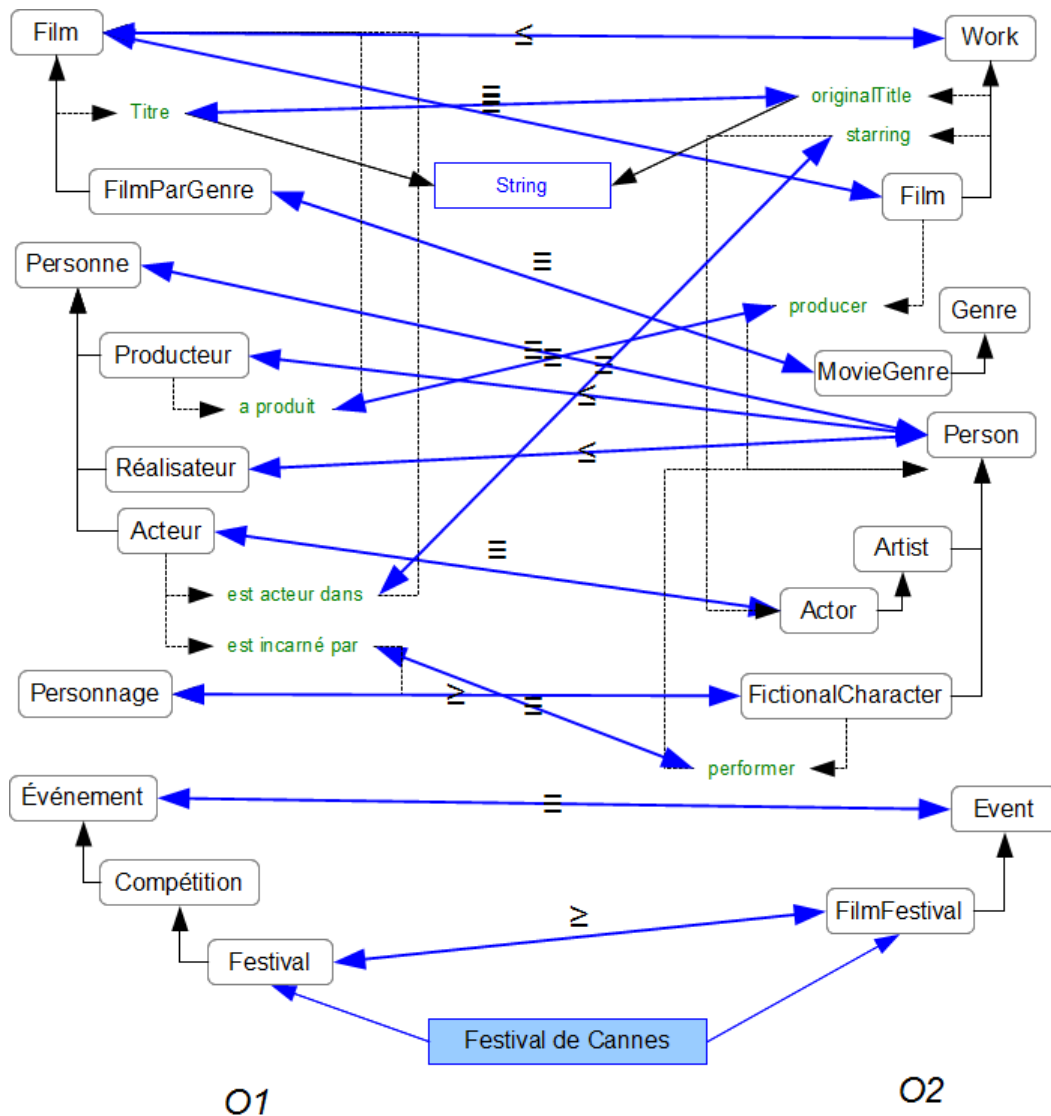 Film
≤
Work
Titre
≡
originalTitle
≡
starring
String
FilmParGenre
Film
Personne
≡
producer
Genre
Producteur
≡
≡
≥
MovieGenre
a produit
≤
Person
Réalisateur
≤
Acteur
≡
Artist
est acteur dans
Actor
est incarné par
Personnage
≥
≡
FictionalCharacter
performer
Événement
≡
Event
Compétition
≥
FilmFestival
Festival
Festival de Cannes
O1
O2